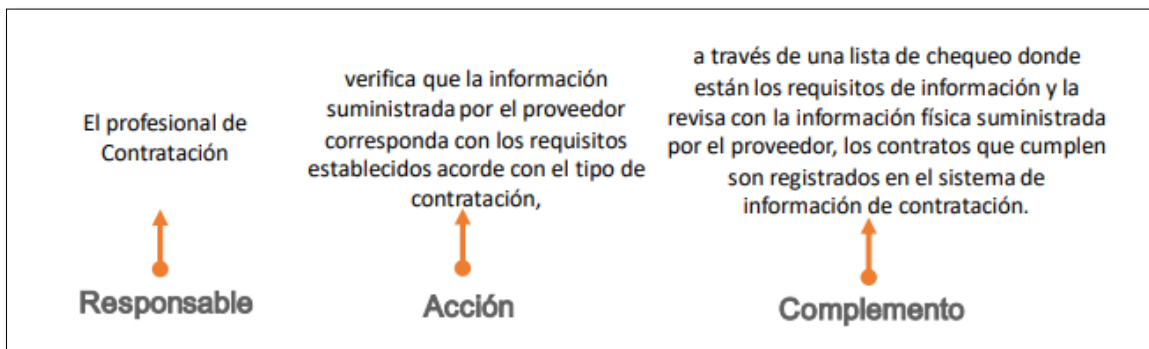 El profesional de
Contratación
Responsable
verifica que la información
suministrada por el proveedor
corresponda con los requisitos
establecidos acorde con el tipo de
contratación,
Acción
a través de una lista de chequeo donde
están los requisitos de información y la
revisa con la información física suministrada
por el proveedor, los contratos que cumplen
son registrados en el sistema de
información de contratación.
Complemento